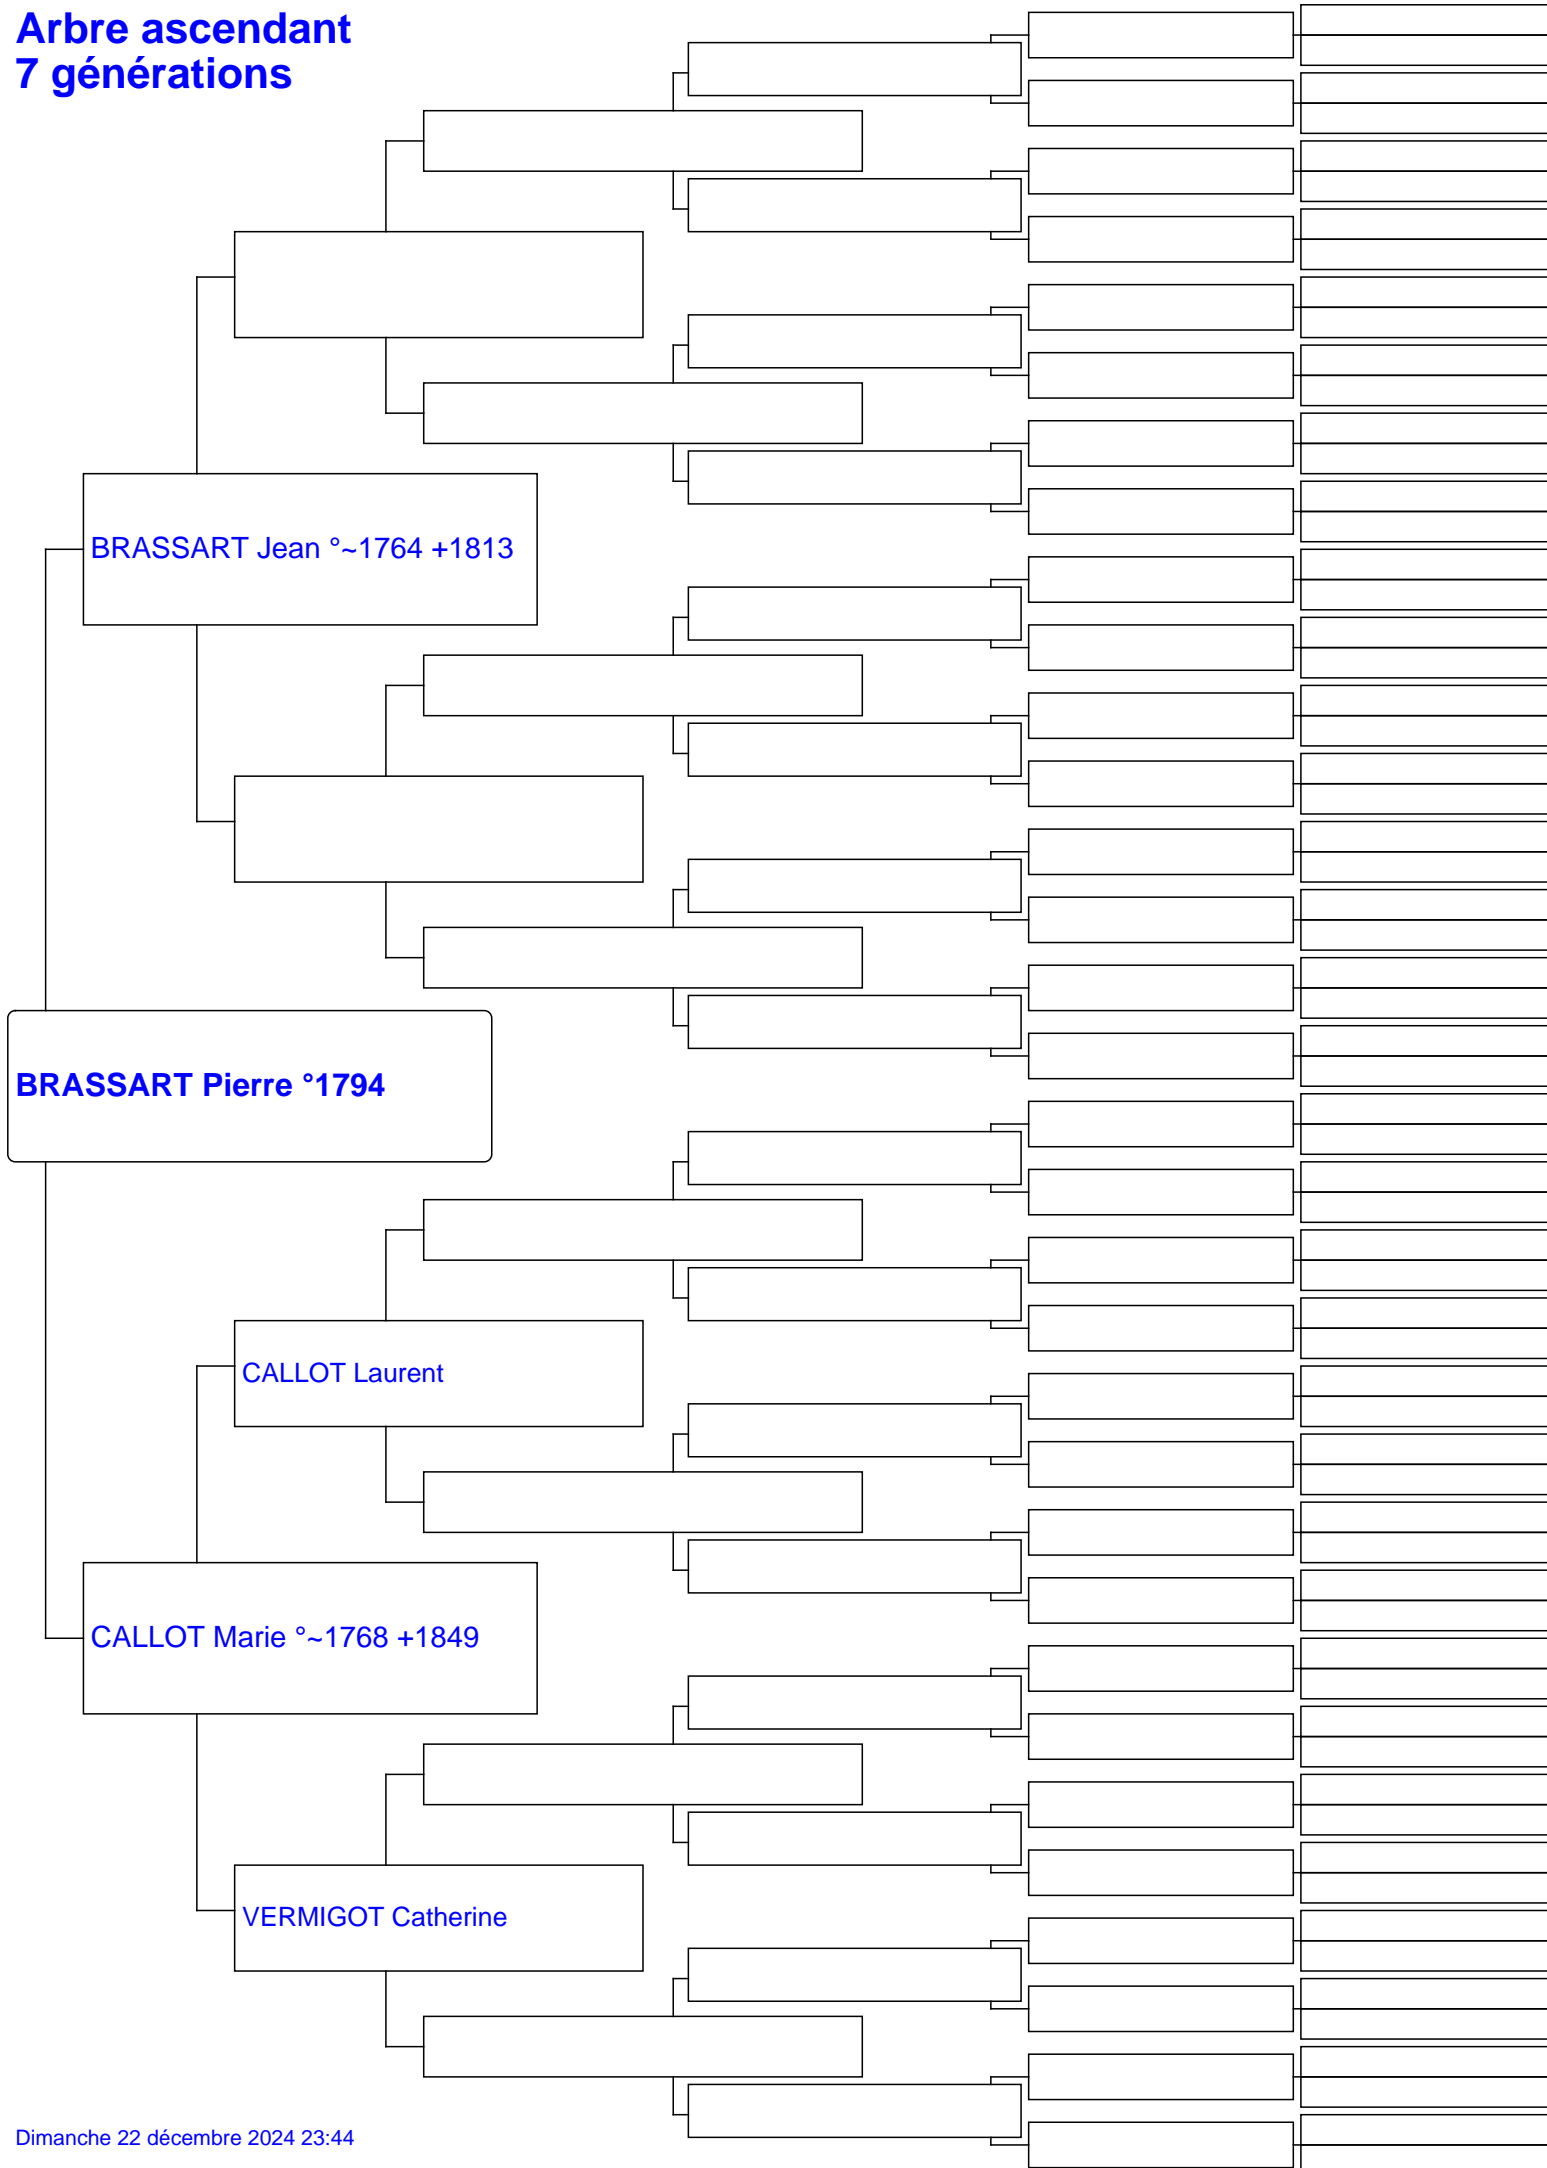 Arbre ascendant
7 générations
BRASSART Jean °~1764 +1813
BRASSART Pierre °1794
CALLOT Laurent
CALLOT Marie °~1768 +1849
VERMIGOT Catherine
Dimanche 22 décembre 2024 23:44